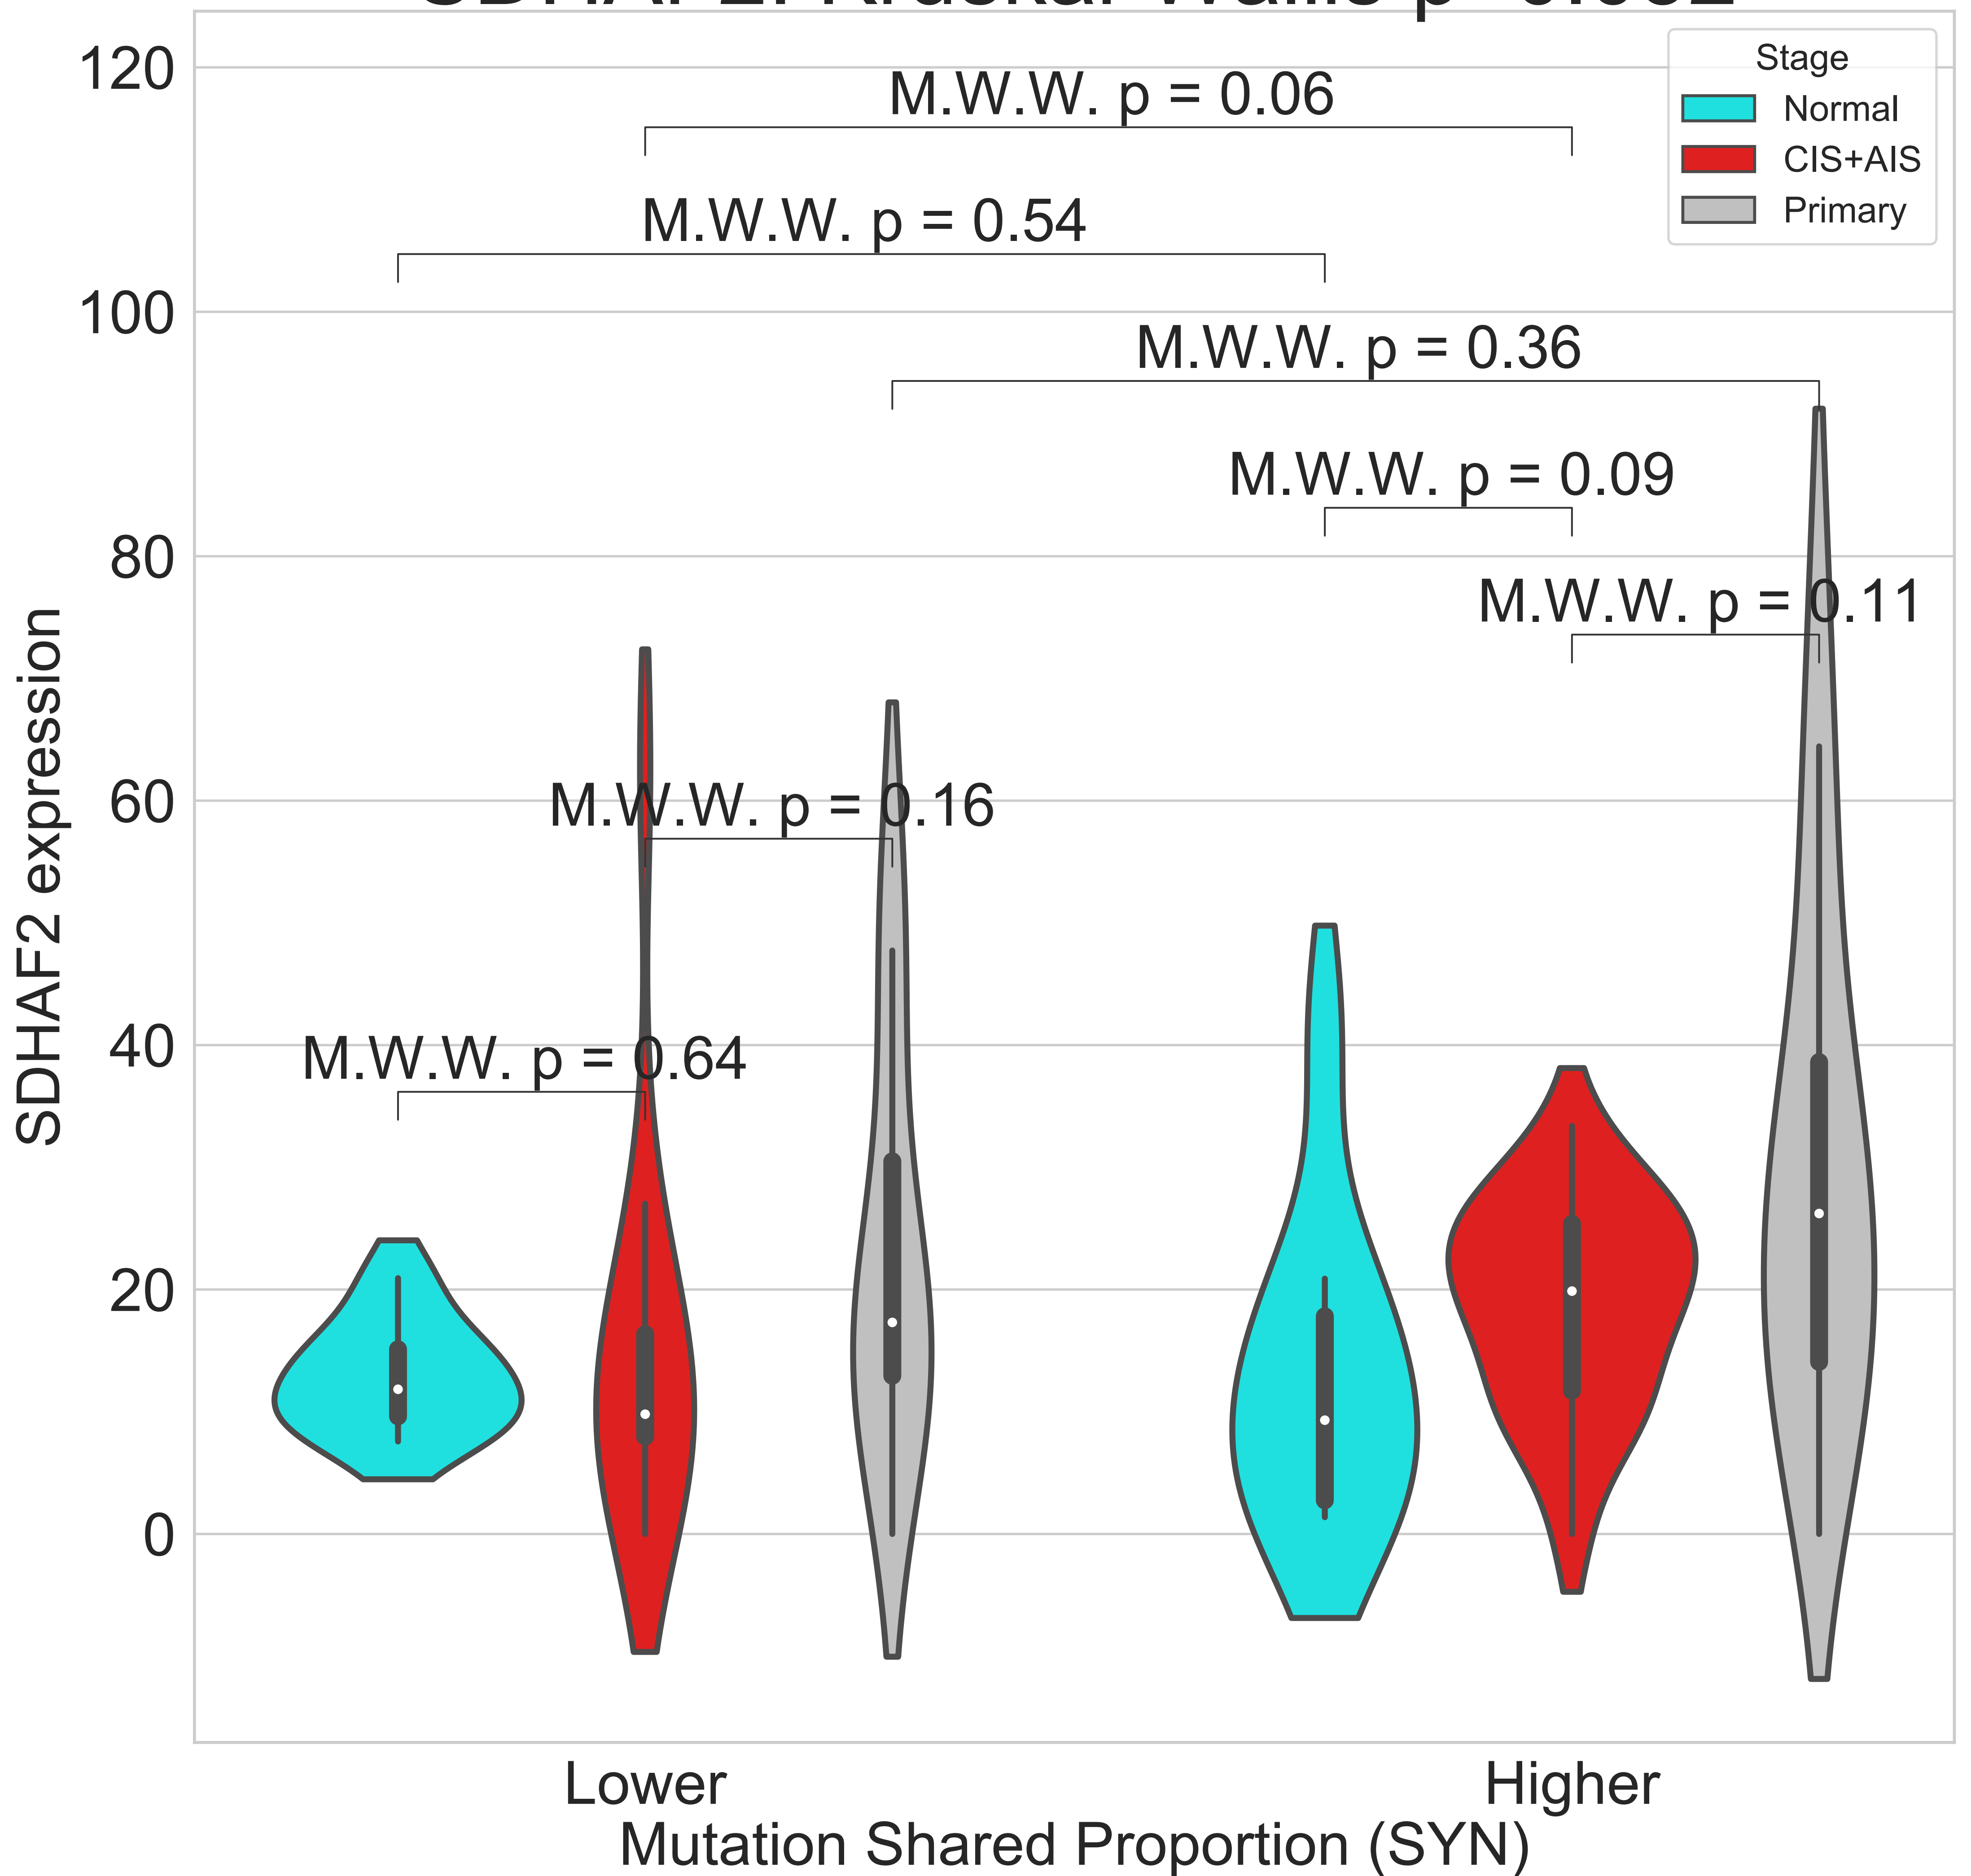 120
100
80
60
40
20
0
SDHAF2 expression
M.W.W. p = 0.06
M.W.W. p = 0.54
M.W.W. p = 0.36
M.W.W. p = 0.09
M.W.W. p = 0.11
M.W.W. p = 0.16
M.W.W. p = 0.64
Stage
Normal
CIS+AIS
Primary
Lower
Higher
Mutation Shared Proportion (SYN)